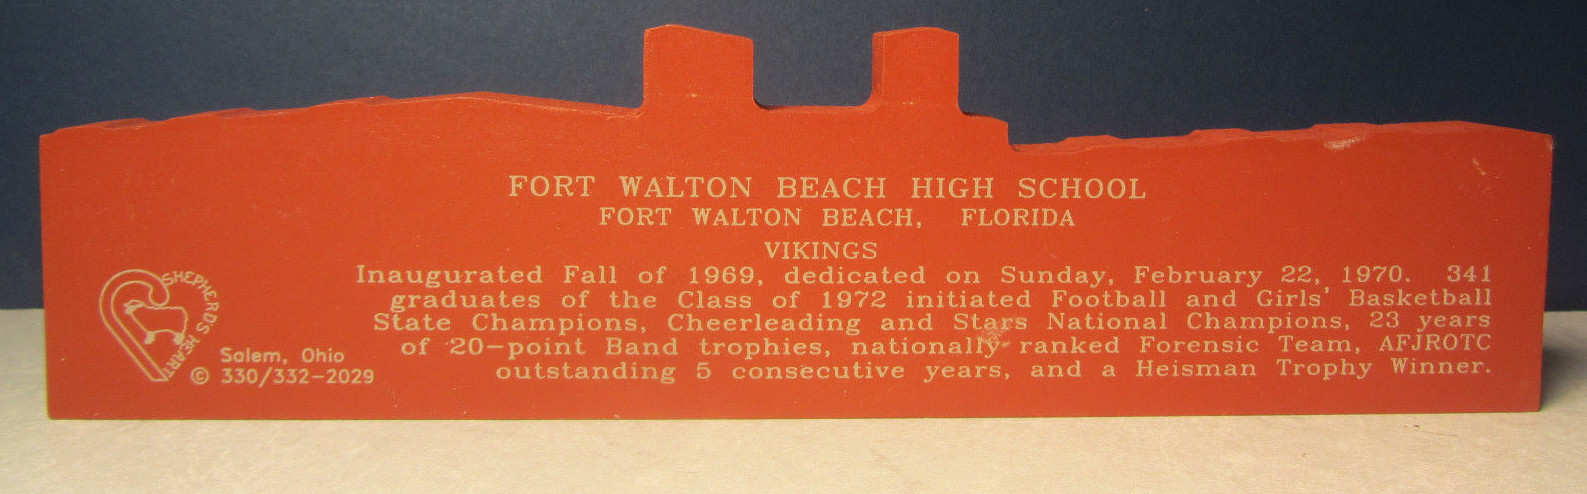 FORT WALTON BEACH HIGH SCHOOL
FORT WALTON BEACH, FLORIDA
VIKINGS
Inaugurated Fall of 1969, dedicated on Sunday, February 22, 1970. 341
graduates of the Class of 1972 initiated Football and Girls' Basketball
State Champions, Cheerleading and Stars National Champions, 23 years
of 20-point Band trophies, nationally-ranked Forensic Team, AFJROTC
outstanding 5 consecutive years, and a Heisman Trophy Winner.
SHEPHERD'S HEART
Salem, Ohio
© 330/332-2029